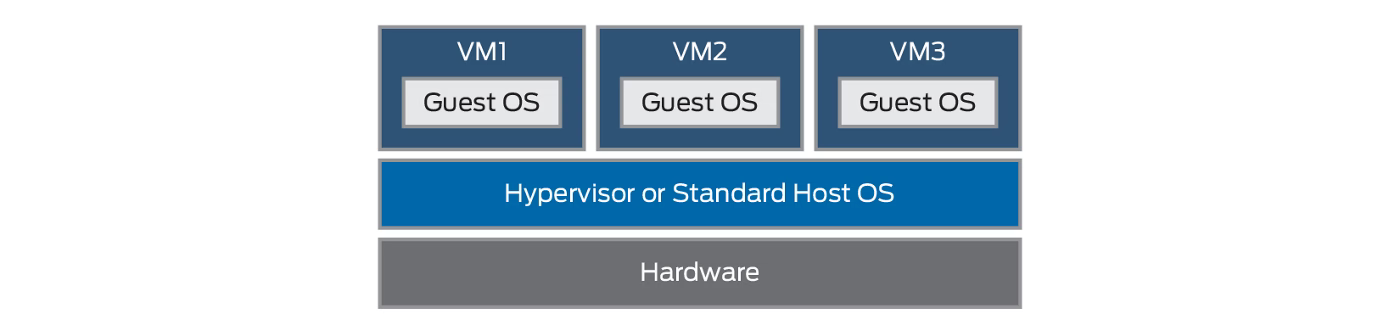 VM1
VM2
VM3
Guest OS
Guest OS
Guest OS
Hypervisor or Standard Host OS
Hardware